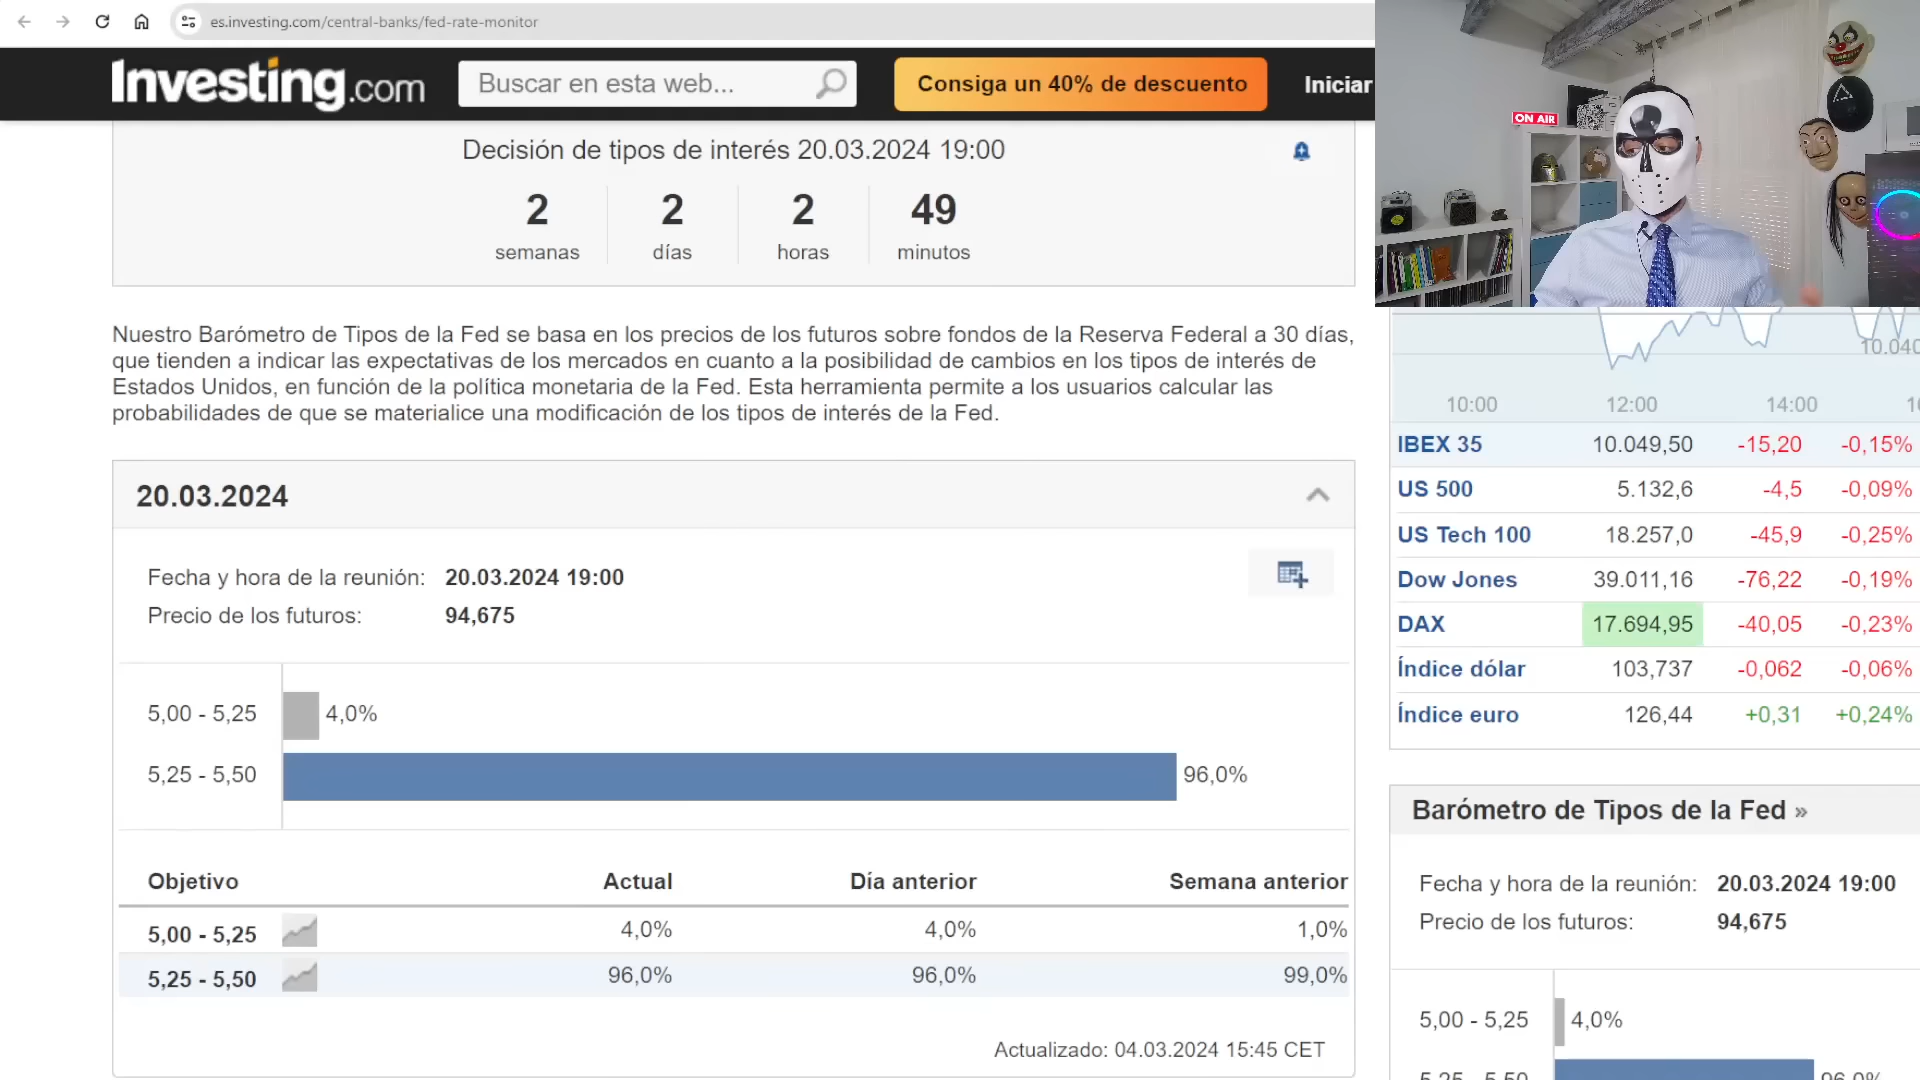 es.investing.com/central-banks/fed-rate-monitor
Investing.com
Buscar en esta web...
Consiga un 40% de descuento
Iniciar
ON AIR
Decisión de tipos de interés 20.03.2024 19:00
2 2 2 49
semanas días horas minutos
Nuestro Barómetro de Tipos de la Fed se basa en los precios de los futuros sobre fondos de la Reserva Federal a 30 días,
que tienden a indicar las expectativas de los mercados en cuanto a la posibilidad de cambios en los tipos de interés de
Estados Unidos, en función de la política monetaria de la Fed. Esta herramienta permite a los usuarios calcular las
probabilidades de que se materialice una modificación de los tipos de interés de la Fed.
20.03.2024
Fecha y hora de la reunión: 20.03.2024 19:00
Precio de los futuros: 94,675
5,00 - 5,25 4,0%
5,25 - 5,50 96,0%
Objetivo Actual Día anterior Semana anterior
5,00 - 5,25 4,0% 4,0% 1,0%
5,25 - 5,50 96,0% 96,0% 99,0%
Actualizado: 04.03.2024 15:45 CET
10.040
10:00 12:00 14:00
IBEX 35 10.049,50 -15,20 -0,15%
US 500 5.132,6 -4,5 -0,09%
US Tech 100 18.257,0 -45,9 -0,25%
Dow Jones 39.011,16 -76,22 -0,19%
DAX 17.694,95 -40,05 -0,23%
Índice dólar 103,737 -0,062 -0,06%
Índice euro 126,44 +0,31 +0,24%
Barómetro de Tipos de la Fed »
Fecha y hora de la reunión: 20.03.2024 19:00
Precio de los futuros: 94,675
5,00 - 5,25 4,0%
5,25 - 5,50 96,0%